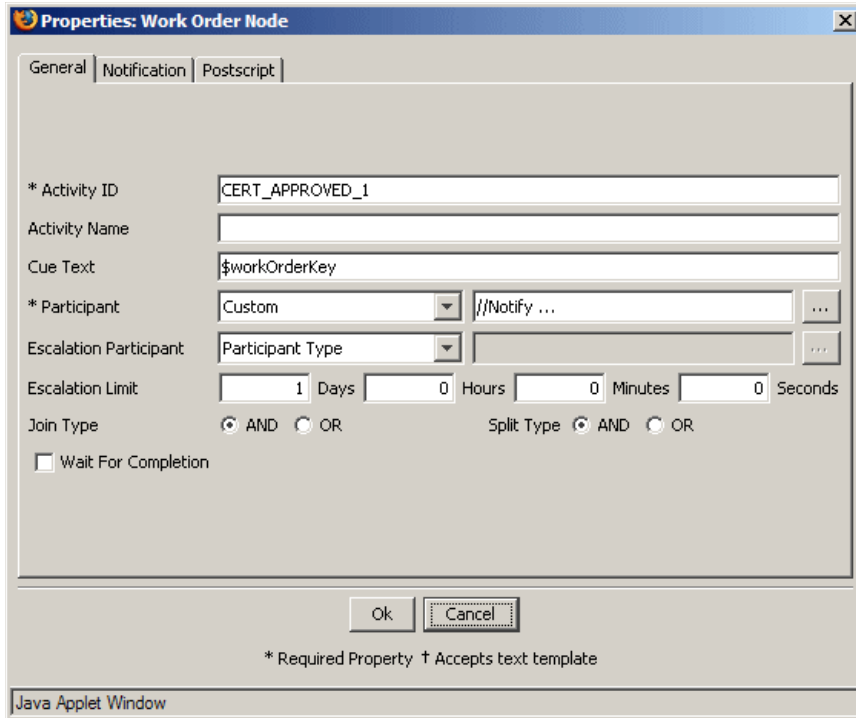 Properties: Work Order Node
General Notification Postscript
* Activity ID CERT_APPROVED_1
Activity Name
Cue Text $workOrderKey
* Participant Custom //Notify ... ...
Escalation Participant Participant Type ...
Escalation Limit 1 Days 0 Hours 0 Minutes 0 Seconds
Join Type AND OR Split Type AND OR
Wait For Completion
Ok Cancel
* Required Property † Accepts text template
Java Applet Window